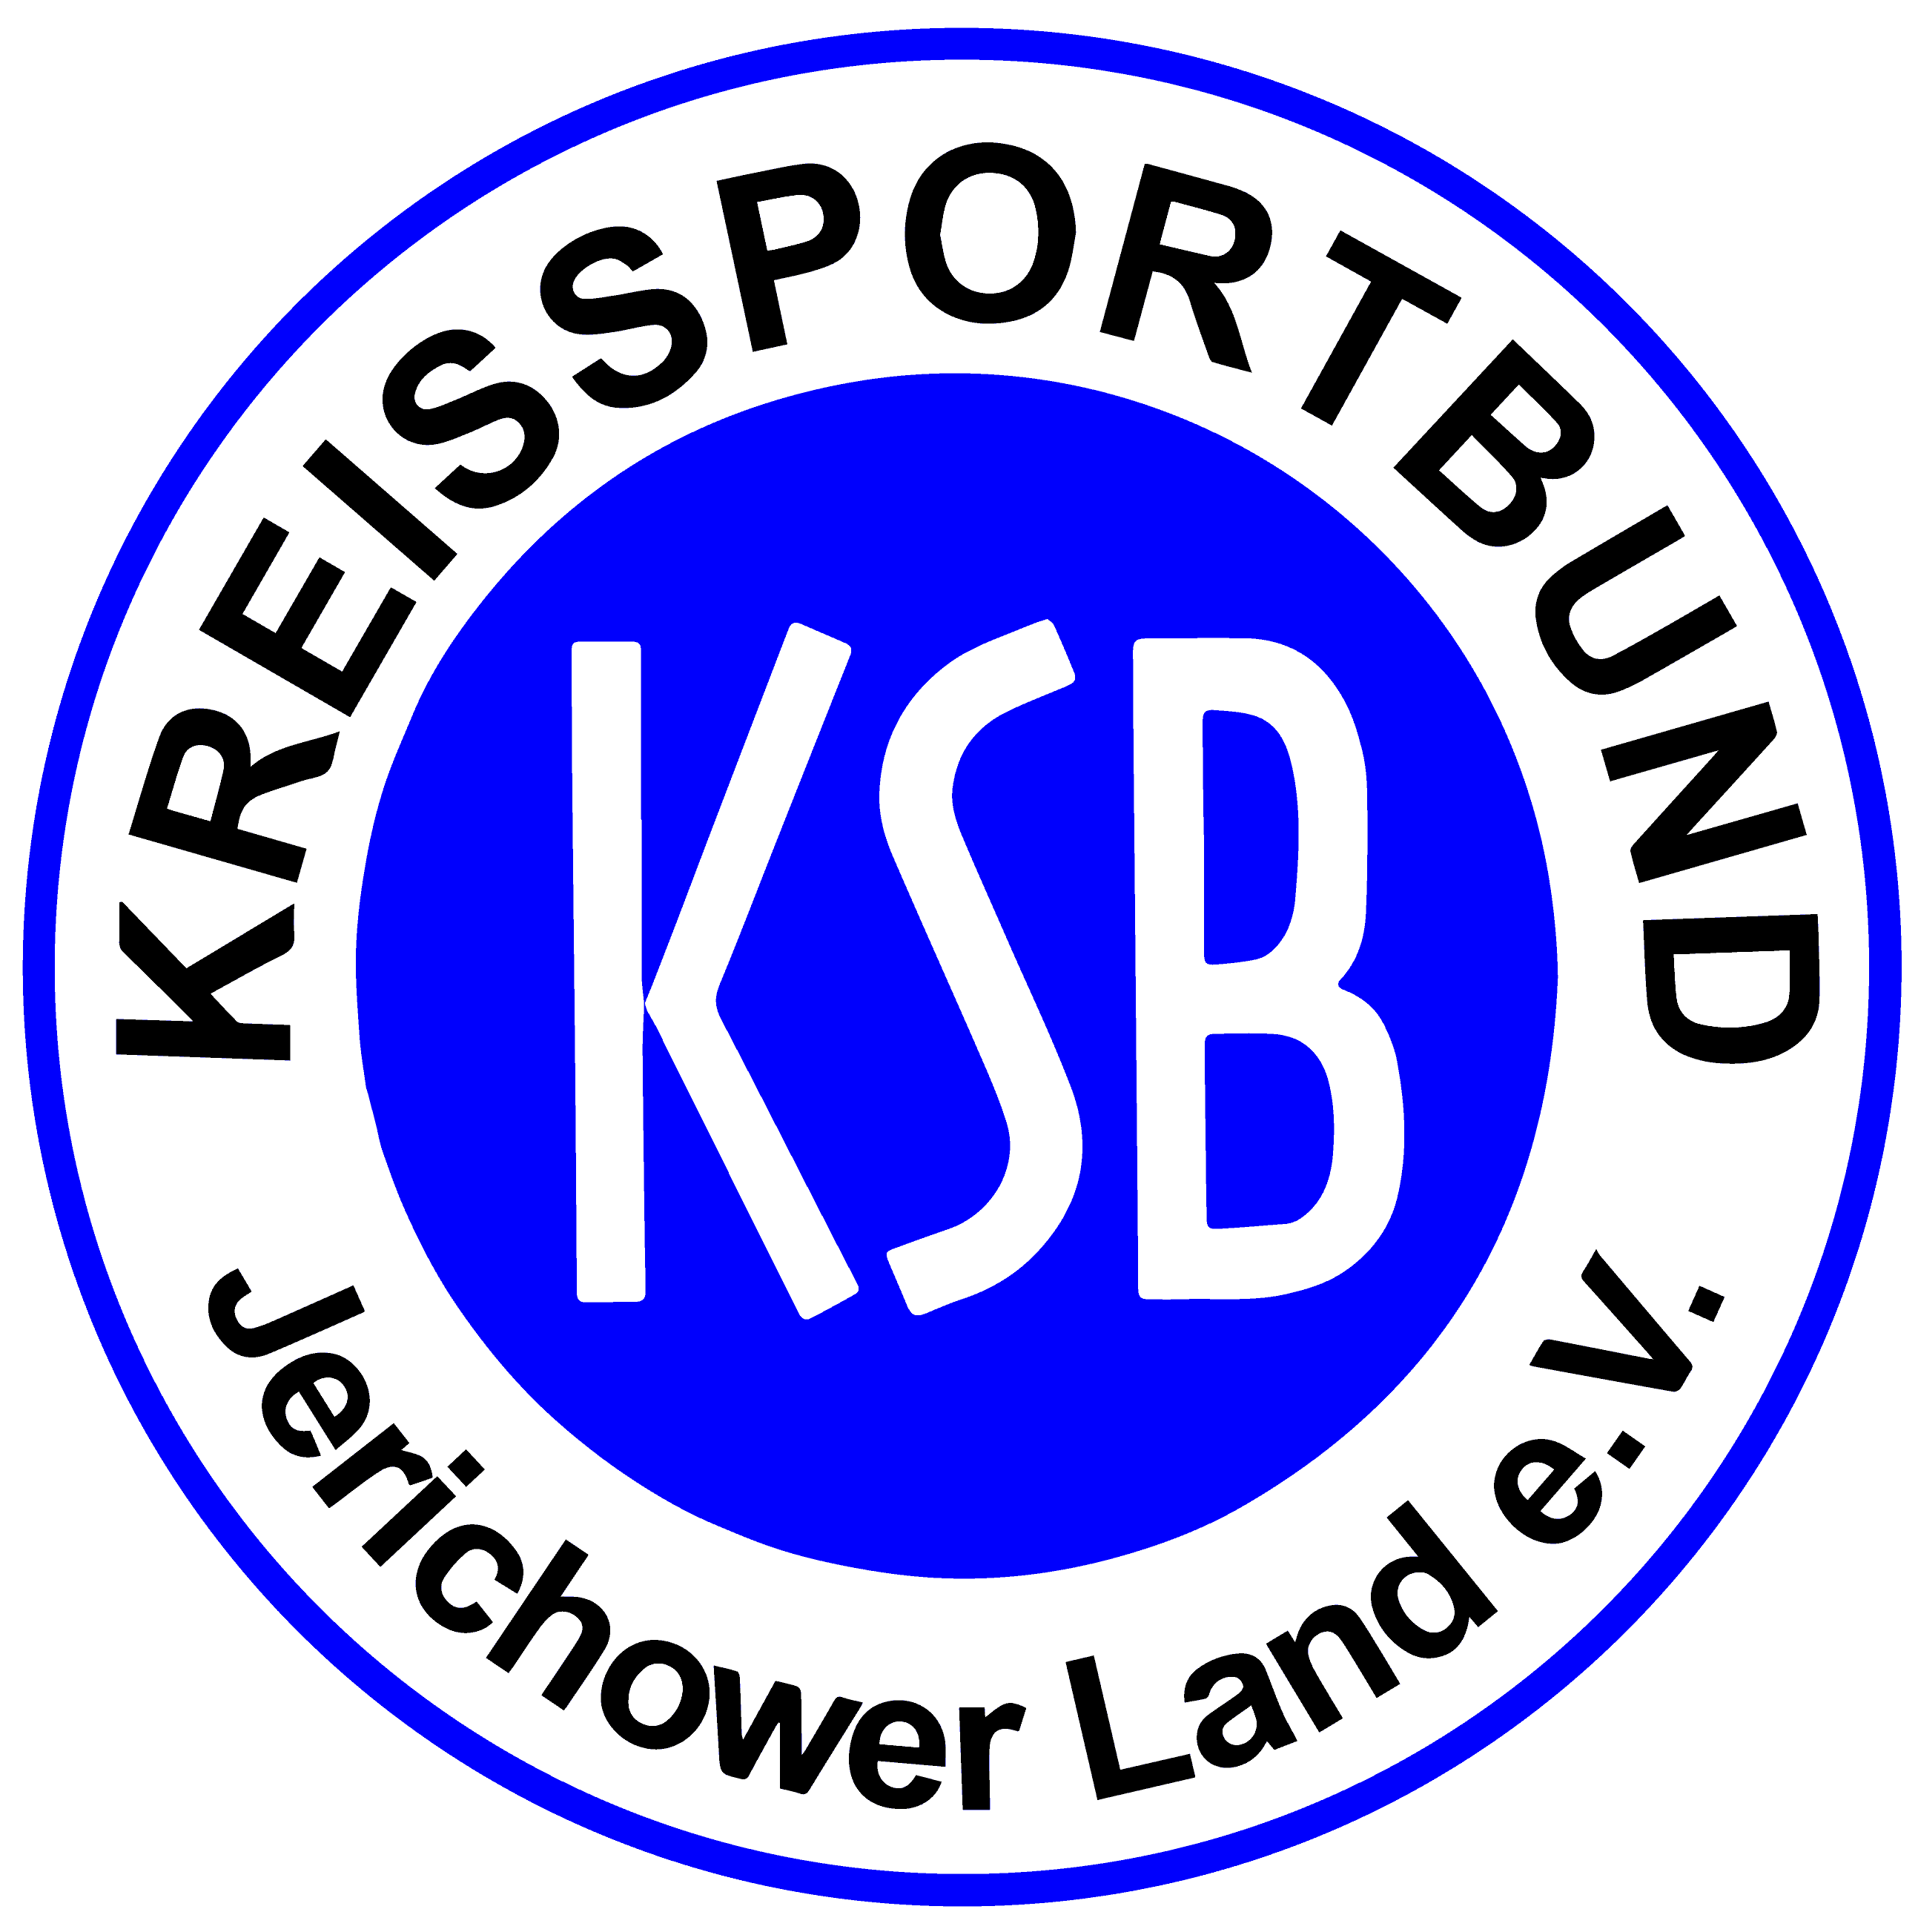 KREISSPORTBUND
KSB
Jerichower Land e.V.